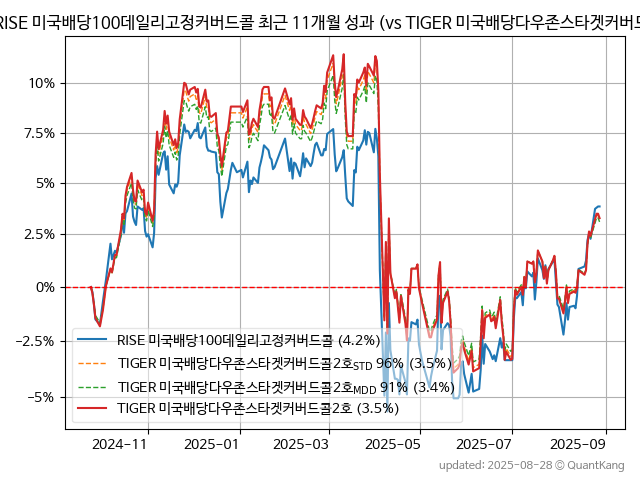 RISE 미국배당100데일리고정커버드콜 최근 11개월 성과 (vs TIGER 미국배당다우존스타겟커버드
10%
7.5%
5%
2.5%
0%
−2.5%
−5%
RISE 미국배당100데일리고정커버드콜 (4.2%)
TIGER 미국배당다우존스타겟커버드콜2호STD 96% (3.5%)
TIGER 미국배당다우존스타겟커버드콜2호MDD 91% (3.4%)
TIGER 미국배당다우존스타겟커버드콜2호 (3.5%)
2024−11 2025−01 2025−03 2025−05 2025−07 2025−09
updated: 2025-08-28 © QuantKang